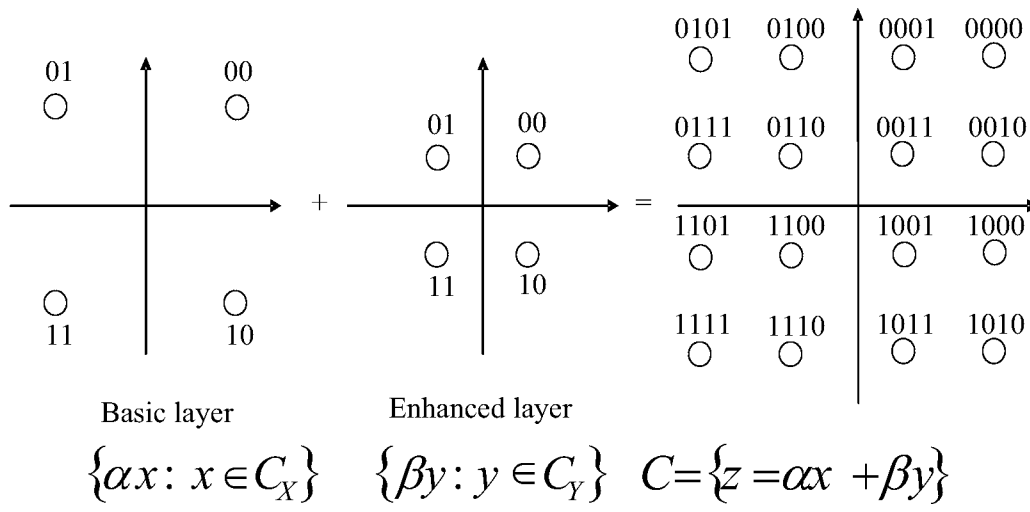 0101 0100 0001 0000
01 00
01 00
0111 0110 0011 0010
+ =
1101 1100 1001 1000
11 10
11 10
1111 1110 1011 1010
Basic layer
Enhanced layer
{αx: x∈C_X} {βy: y∈C_Y} C={z=αx +βy}